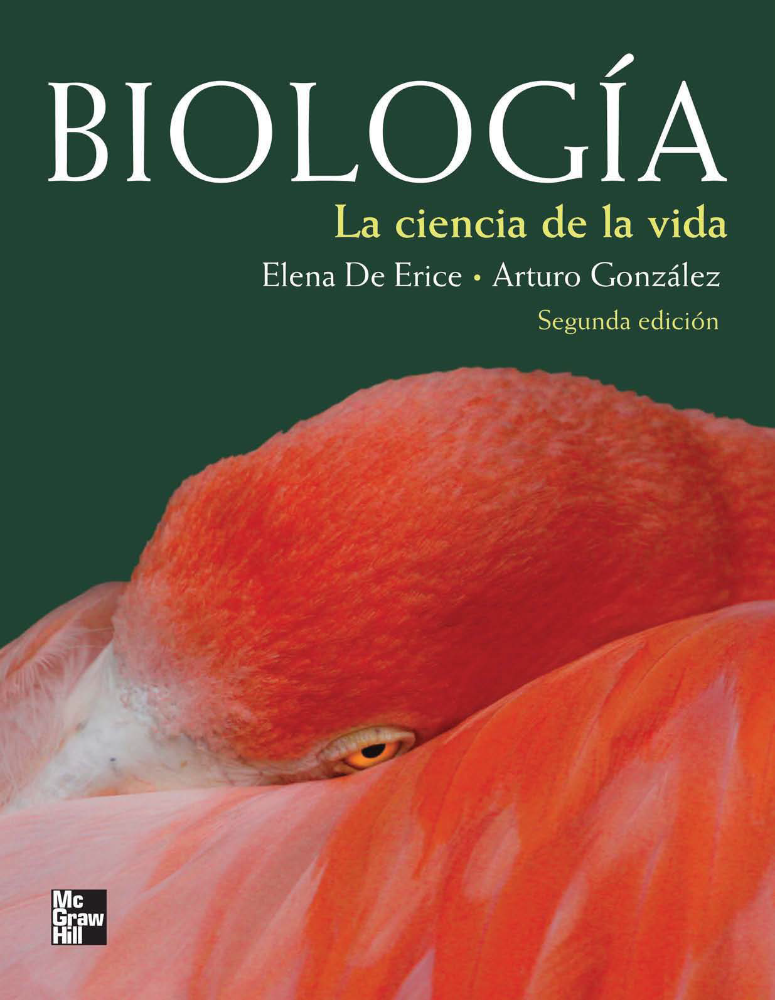 BIOLOGÍA
La ciencia de la vida
Elena De Erice • Arturo González
Segunda edición
Mc
Graw
Hill